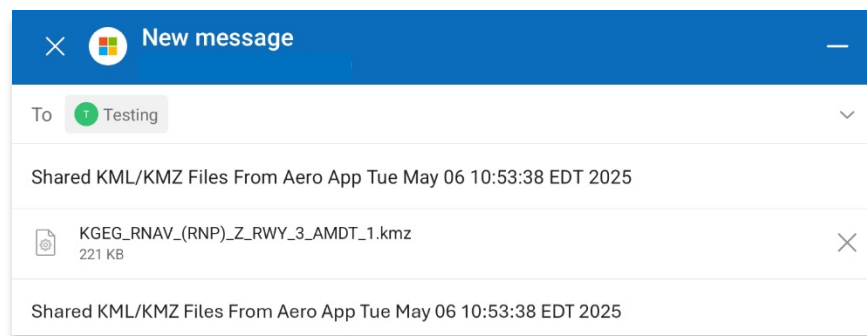 New message
To T Testing
Shared KML/KMZ Files From Aero App Tue May 06 10:53:38 EDT 2025
KGEG_RNAV_(RNP)_Z_RWY_3_AMDT_1.kmz
221 KB
Shared KML/KMZ Files From Aero App Tue May 06 10:53:38 EDT 2025